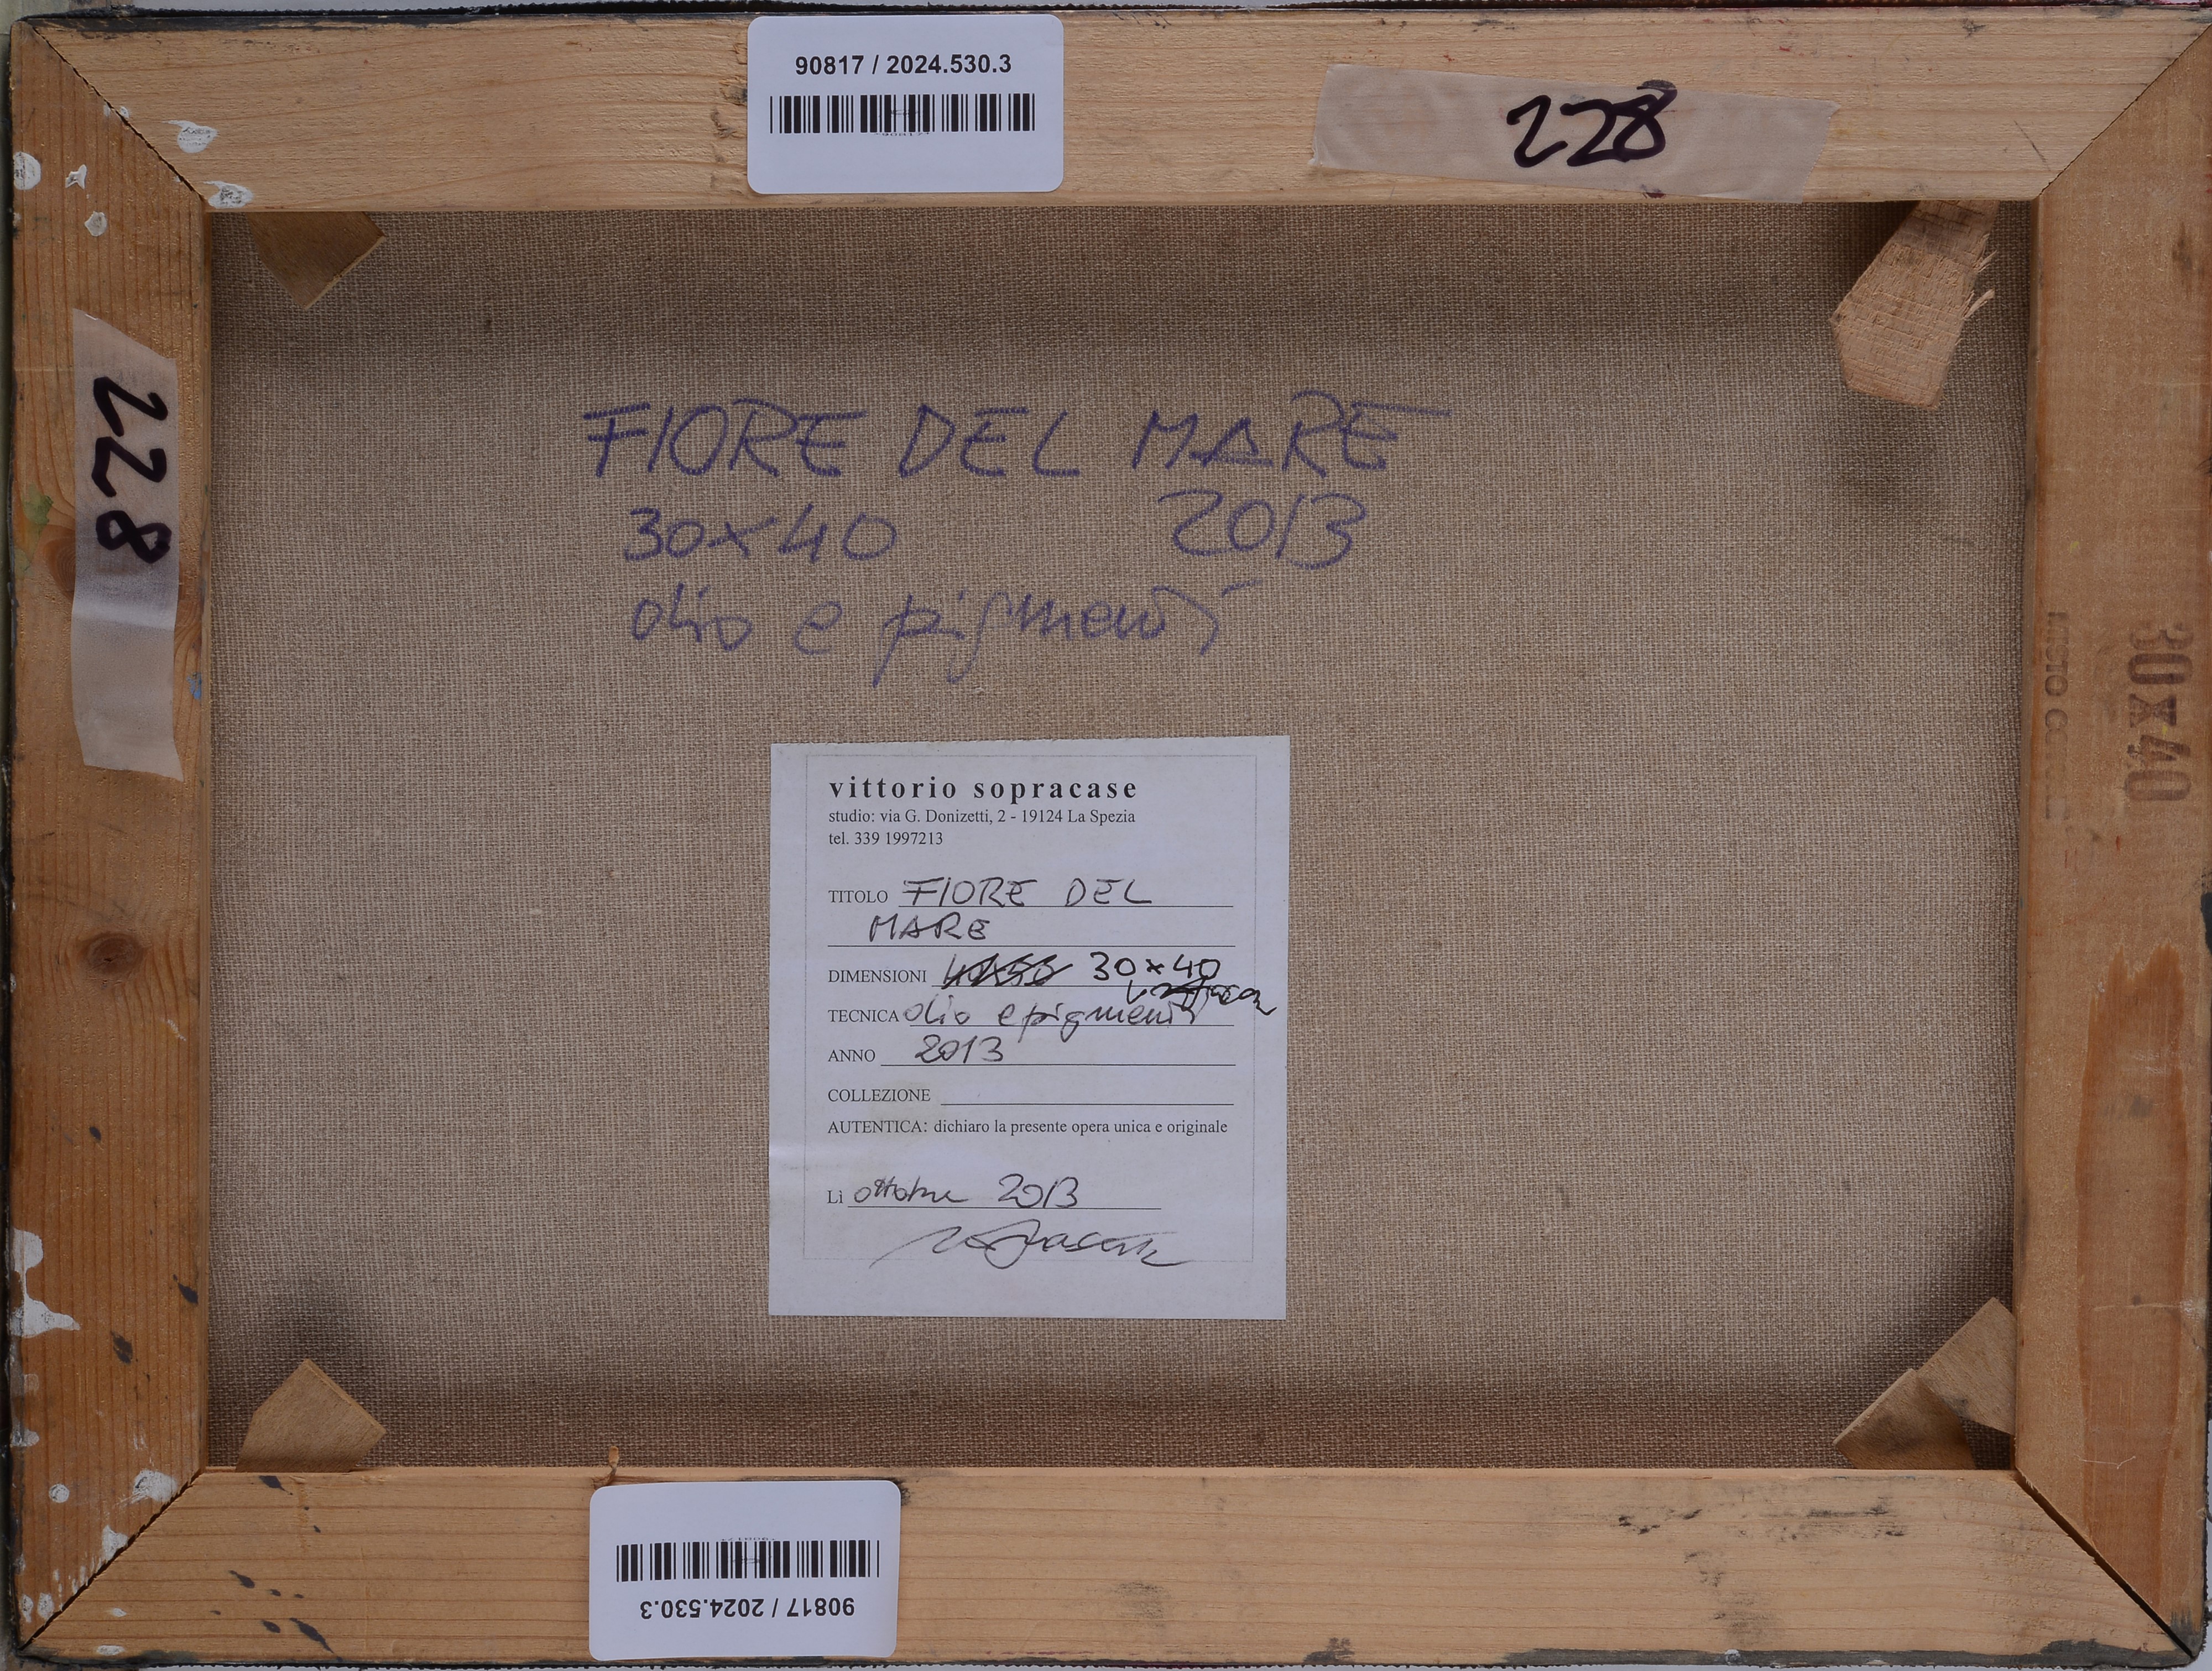 90817 / 2024.530.3
228
228
FIORE DEL MARE
30x40 2013
olio e pigmenti
30x40
vittorio sopracase
studio: via G. Donizetti, 2 - 19124 La Spezia
tel. 339 1997213
TITOLO FIORE DEL
MARE
DIMENSIONI 30x40
TECNICA olio e pigmenti
ANNO 2013
COLLEZIONE
AUTENTICA: dichiaro la presente opera unica e originale
Lì ottobre 2013
90817 / 2024.530.3